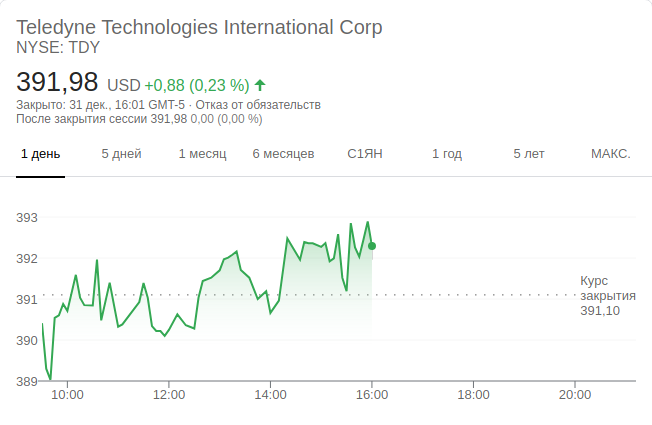 Teledyne Technologies International Corp
NYSE: TDY
391,98 USD +0,88 (0,23 %)
Закрыто: 31 дек., 16:01 GMT-5 · Отказ от обязательств
После закрытия сессии 391,98 0,00 (0,00 %)
1 день 5 дней 1 месяц 6 месяцев С1ЯН 1 год 5 лет МАКС.
393
392
391
390
389
Курс
закрытия
391,10
10:00 12:00 14:00 16:00 18:00 20:00